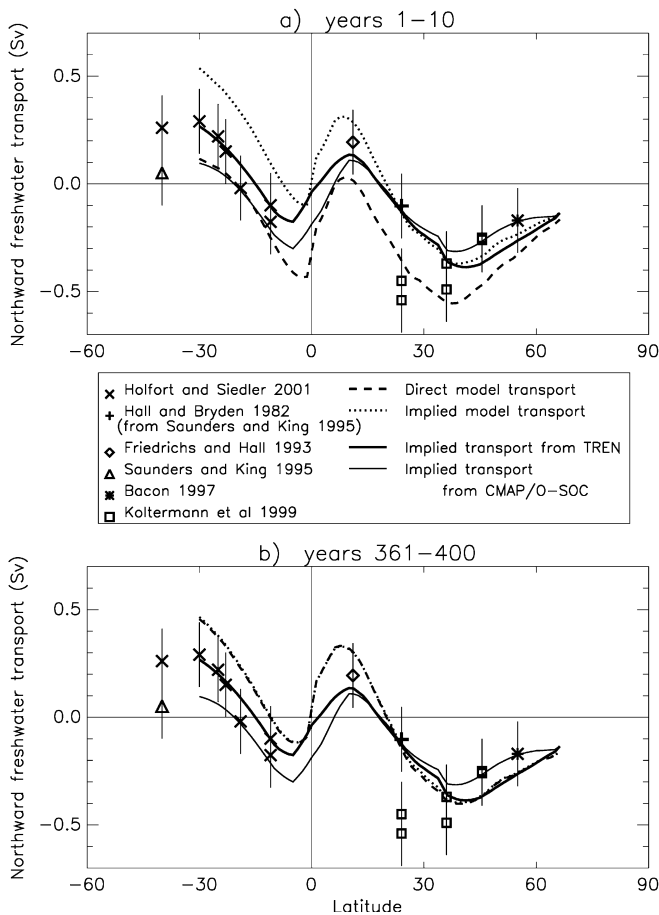 a) years 1−10
Northward freshwater transport (Sv)
0.5
0.0
−0.5
−60 −30 0 30 60 90
Holfort and Siedler 2001
Hall and Bryden 1982
(from Saunders and King 1995)
Friedrichs and Hall 1993
Saunders and King 1995
Bacon 1997
Koltermann et al 1999
Direct model transport
Implied model transport
Implied transport from TREN
Implied transport
from CMAP/O−SOC
b) years 361−400
Northward freshwater transport (Sv)
0.5
0.0
−0.5
−60 −30 0 30 60 90
Latitude